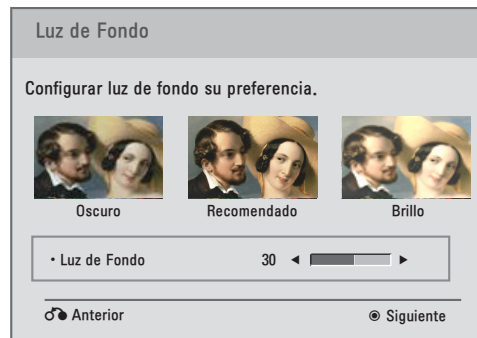 Luz de Fondo
Configurar luz de fondo su preferencia.
Oscuro Recomendado Brillo
• Luz de Fondo 30 ◄ ►
Anterior Siguiente